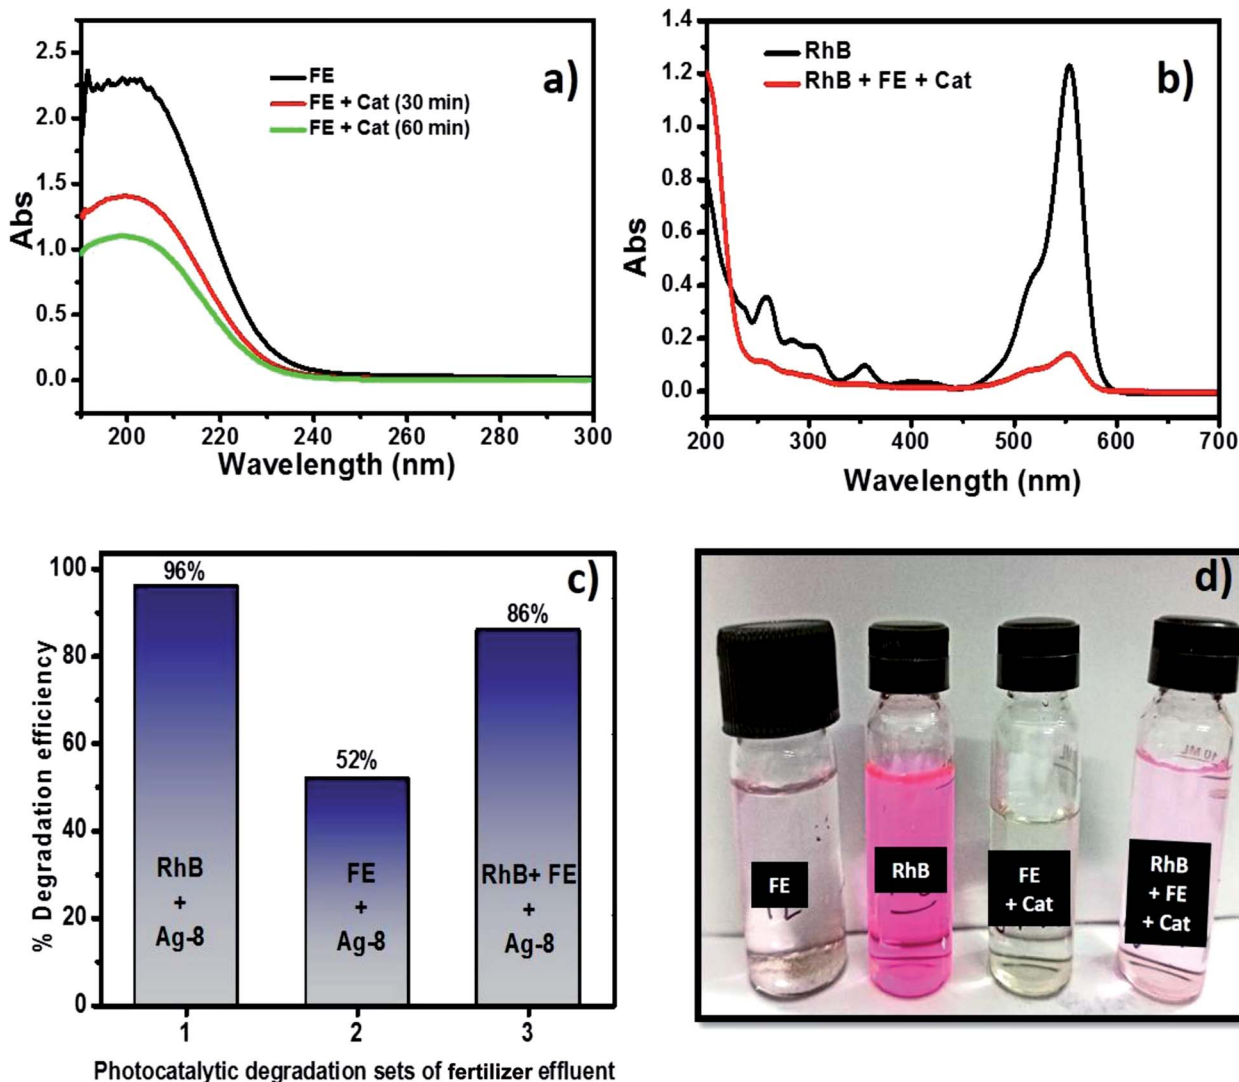 a)
FE
FE + Cat (30 min)
FE + Cat (60 min)
2.5
2.0
1.5
1.0
0.5
0.0
Abs
200 220 240 260 280 300
Wavelength (nm)
b)
RhB
RhB + FE + Cat
1.4
1.2
1.0
0.8
0.6
0.4
0.2
0.0
Abs
200 300 400 500 600 700
Wavelength (nm)
c)
100
80
60
40
20
0
% Degradation efficiency
96%
52%
86%
RhB
+
Ag-8
FE
+
Ag-8
RhB+ FE
+
Ag-8
1 2 3
Photocatalytic degradation sets of fertilizer effluent
d)
FE
RhB
FE
+ Cat
10 ML
RhB
+ FE
+ Cat